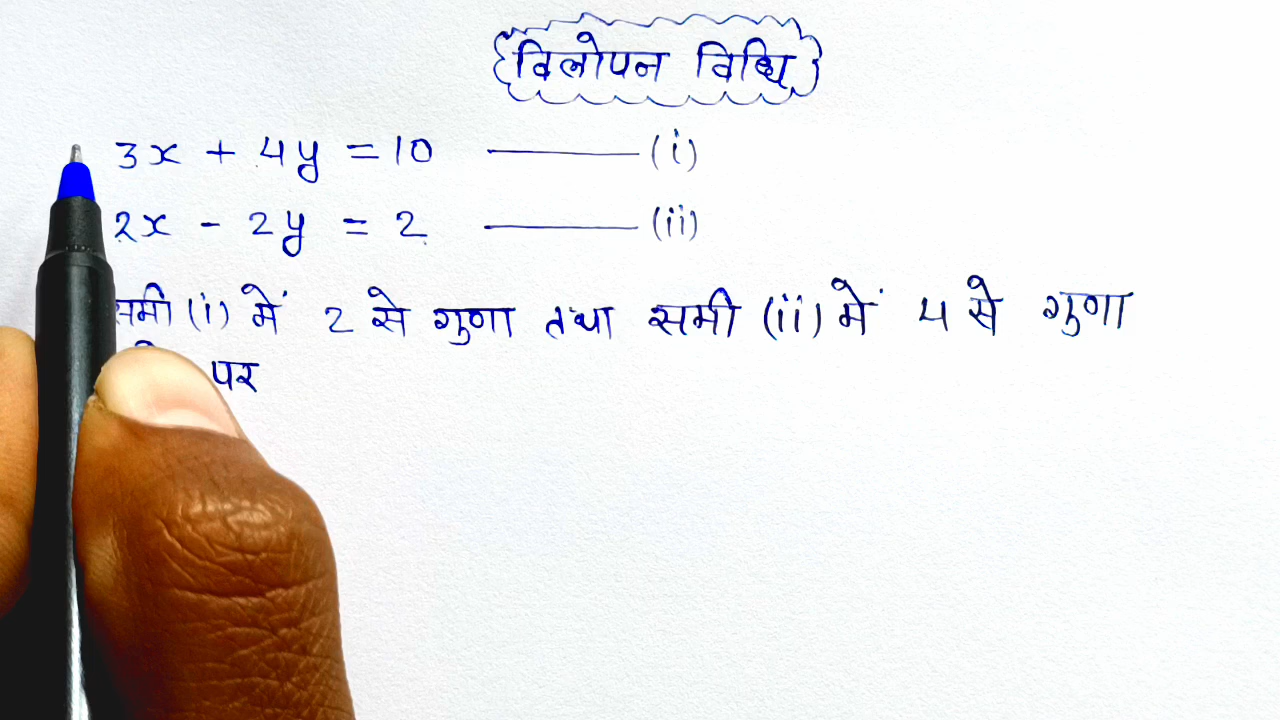 विलोपन विधि
3x + 4y = 10 ——— (i)
2x - 2y = 2 ——— (ii)
समी (i) में 2 से गुणा तथा समी (ii) में 4 से गुणा
पर